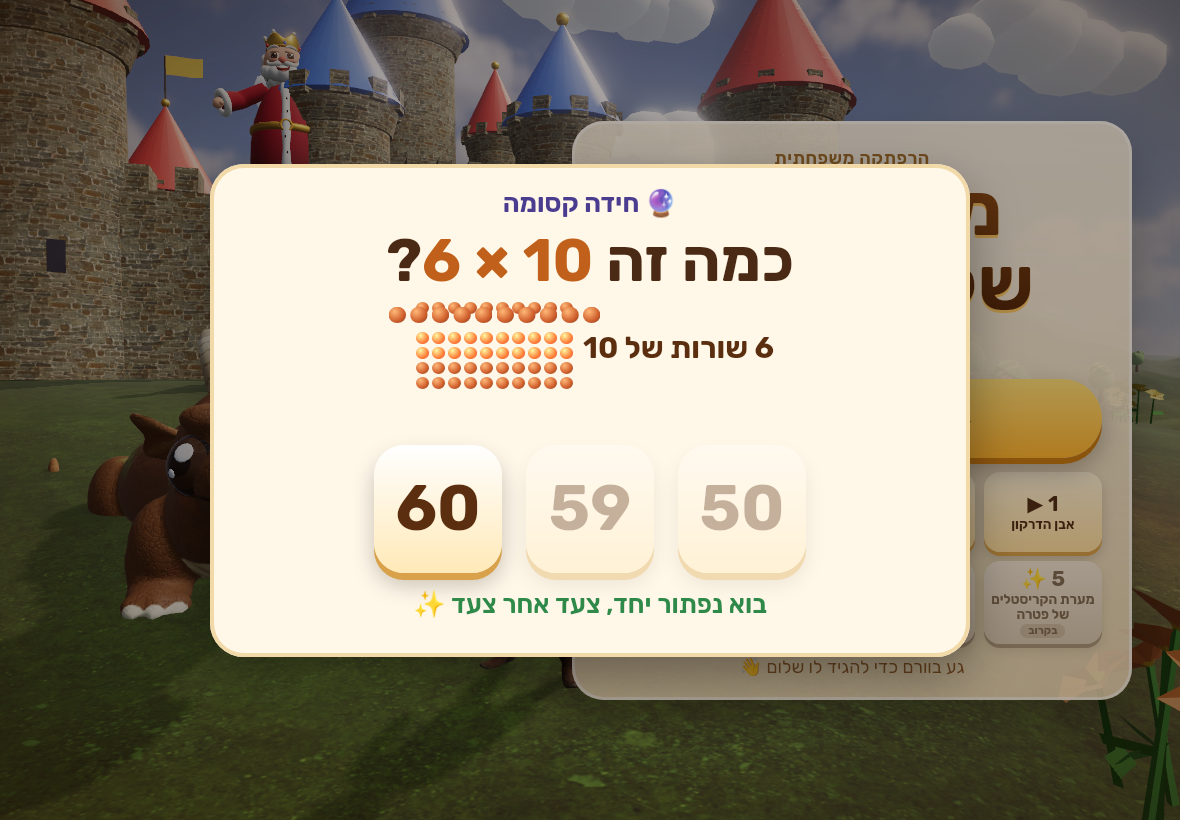 הרפתקה משפחתית
🔮 חידה קסומה
כמה זה 10 × 6?
6 שורות של 10
50
59
60
בוא נפתור יחד, צעד אחר צעד ✨
1 ▶
אבן הדרקון
5 ✨
מערת הקריסטלים
של פטרה
בקרוב
גע בוורם כדי להגיד לו שלום 👋